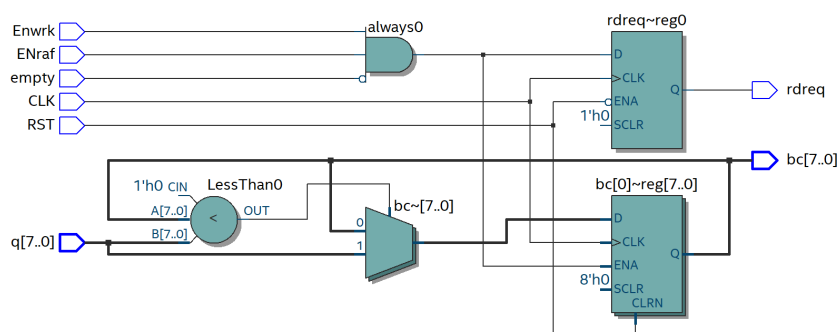 rdreq~reg0
Enwrk
always0
ENraf
D
empty
>CLK
CLK
Q
rdreq
ENA
RST
1'h0
SCLR
bc[7..0]
1'h0 CIN
LessThan0
bc~[7..0]
bc[0]~reg[7..0]
A[7..0]
<
OUT
0
D
q[7..0]
B[7..0]
1
>CLK
Q
ENA
8'h0
SCLR
CLRN